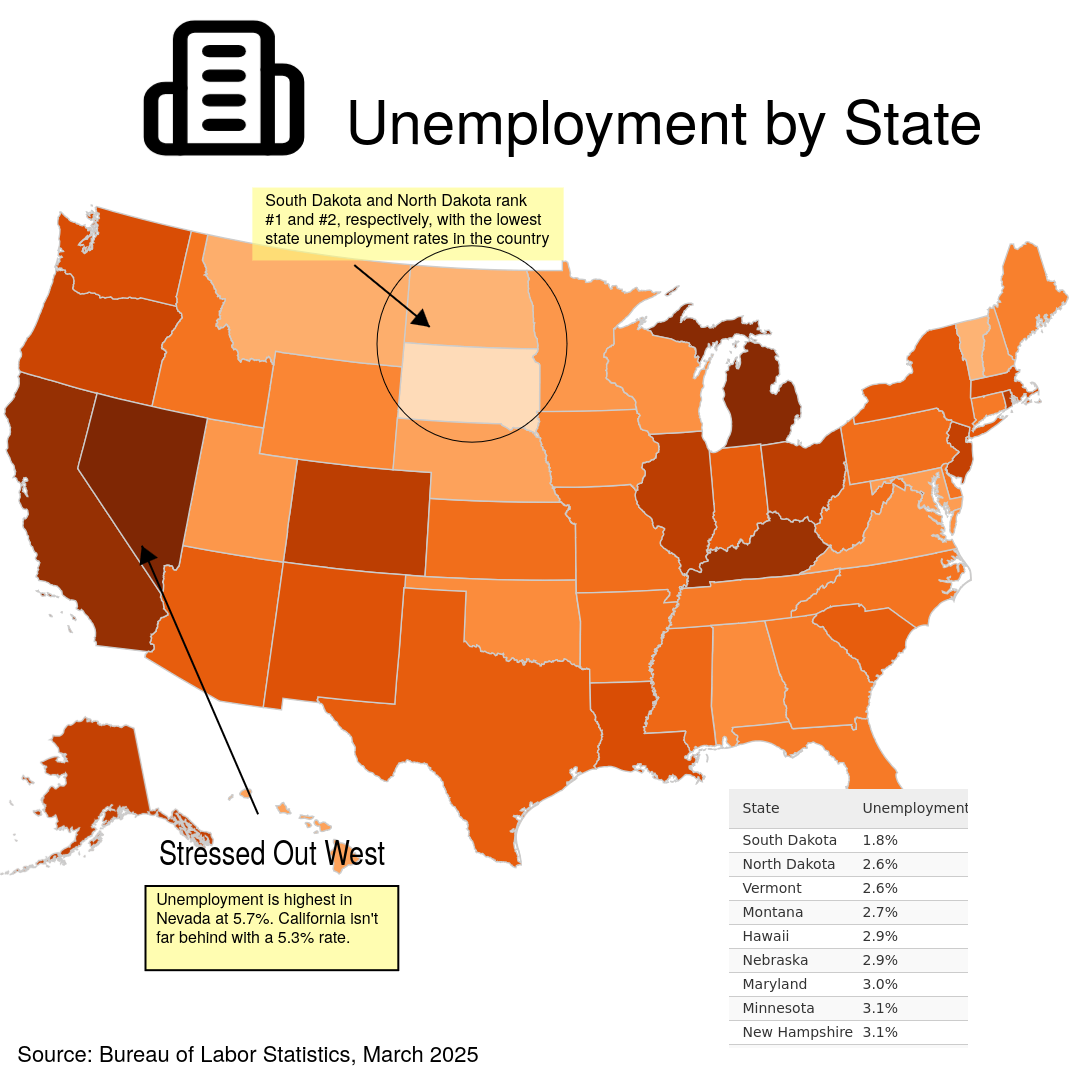 Unemployment by State
South Dakota and North Dakota rank
#1 and #2, respectively, with the lowest
state unemployment rates in the country
Stressed Out West
Unemployment is highest in
Nevada at 5.7%. California isn't
far behind with a 5.3% rate.
State Unemployment
South Dakota 1.8%
North Dakota 2.6%
Vermont 2.6%
Montana 2.7%
Hawaii 2.9%
Nebraska 2.9%
Maryland 3.0%
Minnesota 3.1%
New Hampshire 3.1%
Source: Bureau of Labor Statistics, March 2025